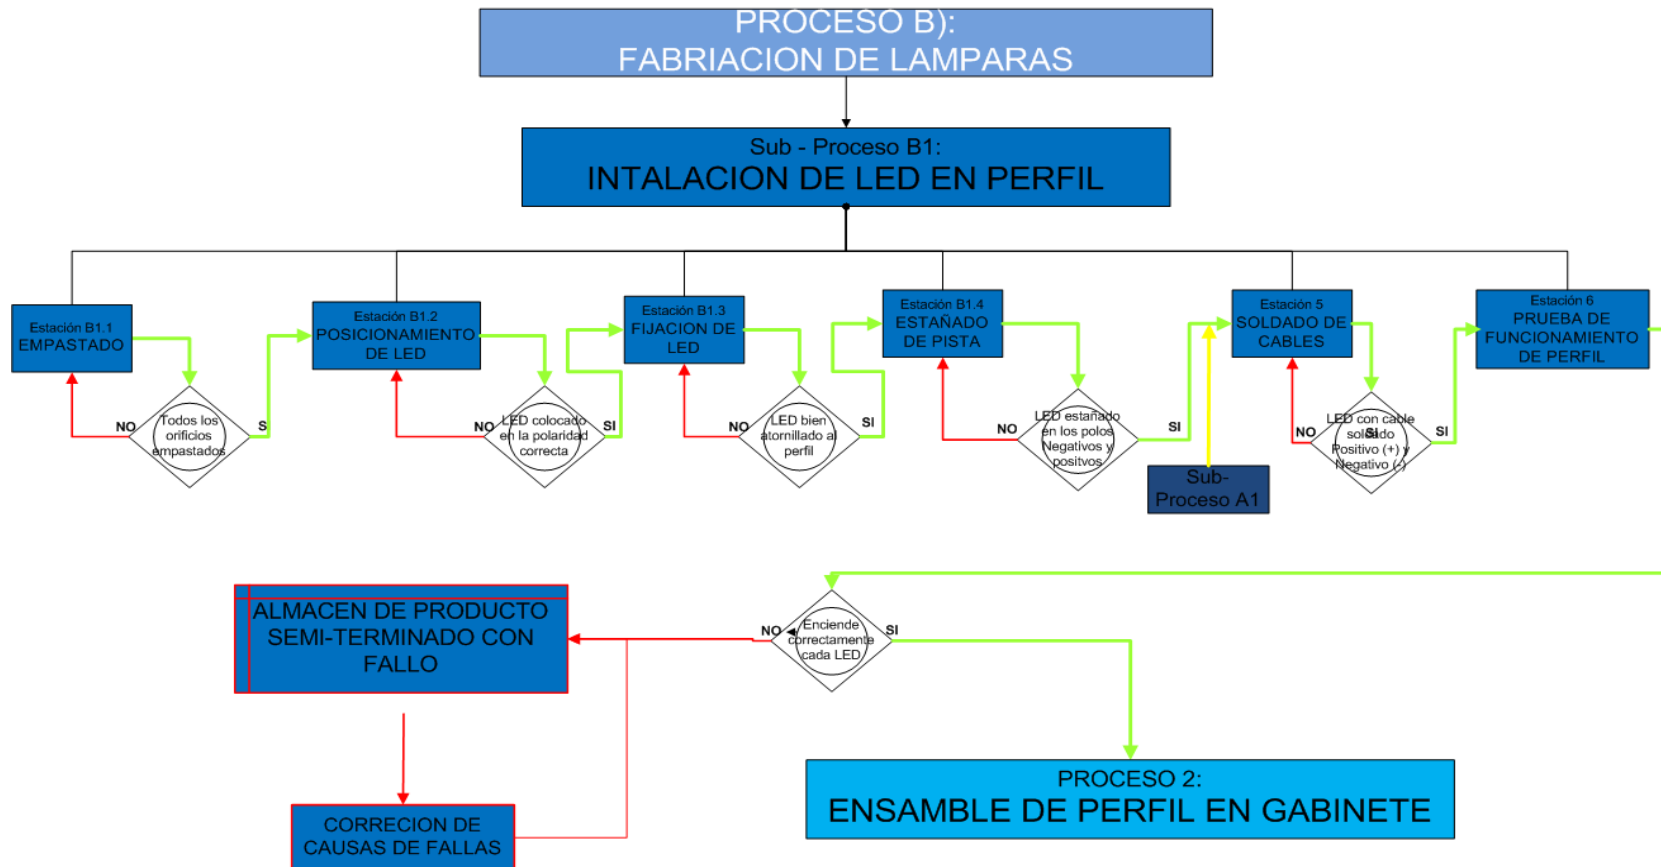 PROCESO B):
FABRIACION DE LAMPARAS
Sub - Proceso B1:
INTALACION DE LED EN PERFIL
Estación B1.1
EMPASTADO
Estación B1.2
POSICIONAMIENTO
DE LED
Estación B1.3
FIJACION DE
LED
Estación B1.4
ESTAÑADO
DE PISTA
Estación 5
SOLDADO DE
CABLES
Estación 6
PRUEBA DE
FUNCIONAMIENTO
DE PERFIL
NO
Todos los
orificios
empastados
SI
NO
LED colocado
en la polaridad
correcta
SI
NO
LED bien
atornillado al
perfil
SI
NO
LED estañado
en los polos
Negativos y
positvos
SI
Sub-
Proceso A1
NO
LED con cable
soldado
Positivo (+) y
Negativo (-)
SI
SI
ALMACEN DE PRODUCTO
SEMI-TERMINADO CON
FALLO
NO
Enciende
correctamente
cada LED
SI
CORRECION DE
CAUSAS DE FALLAS
PROCESO 2:
ENSAMBLE DE PERFIL EN GABINETE